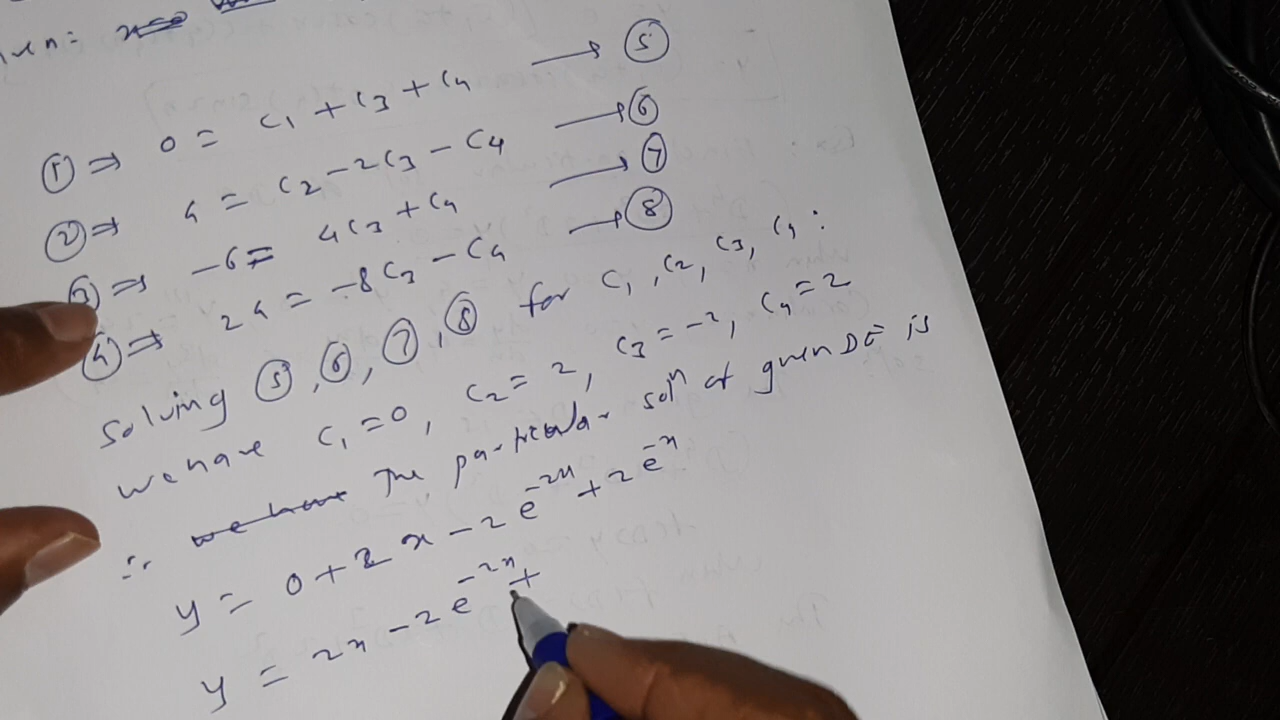 ① ⇒ 0 = C₁ + C₃ + C₄ ⟶ ⑤
② ⇒ 4 = C₂ - 2C₃ - C₄ ⟶ ⑥
③ ⇒ -6 = 4C₃ + C₄ ⟶ ⑦
④ ⇒ 24 = -8C₃ - C₄ ⟶ ⑧
Solving ⑤, ⑥, ⑦, ⑧ for C₁, C₂, C₃, C₄ :
we have C₁ = 0, C₂ = 2, C₃ = -2, C₄ = 2
∴ we have The particular solⁿ of given DE is
y = 0 + 2x - 2e⁻²ˣ + 2e⁻ˣ
y = 2x - 2e⁻²ˣ +